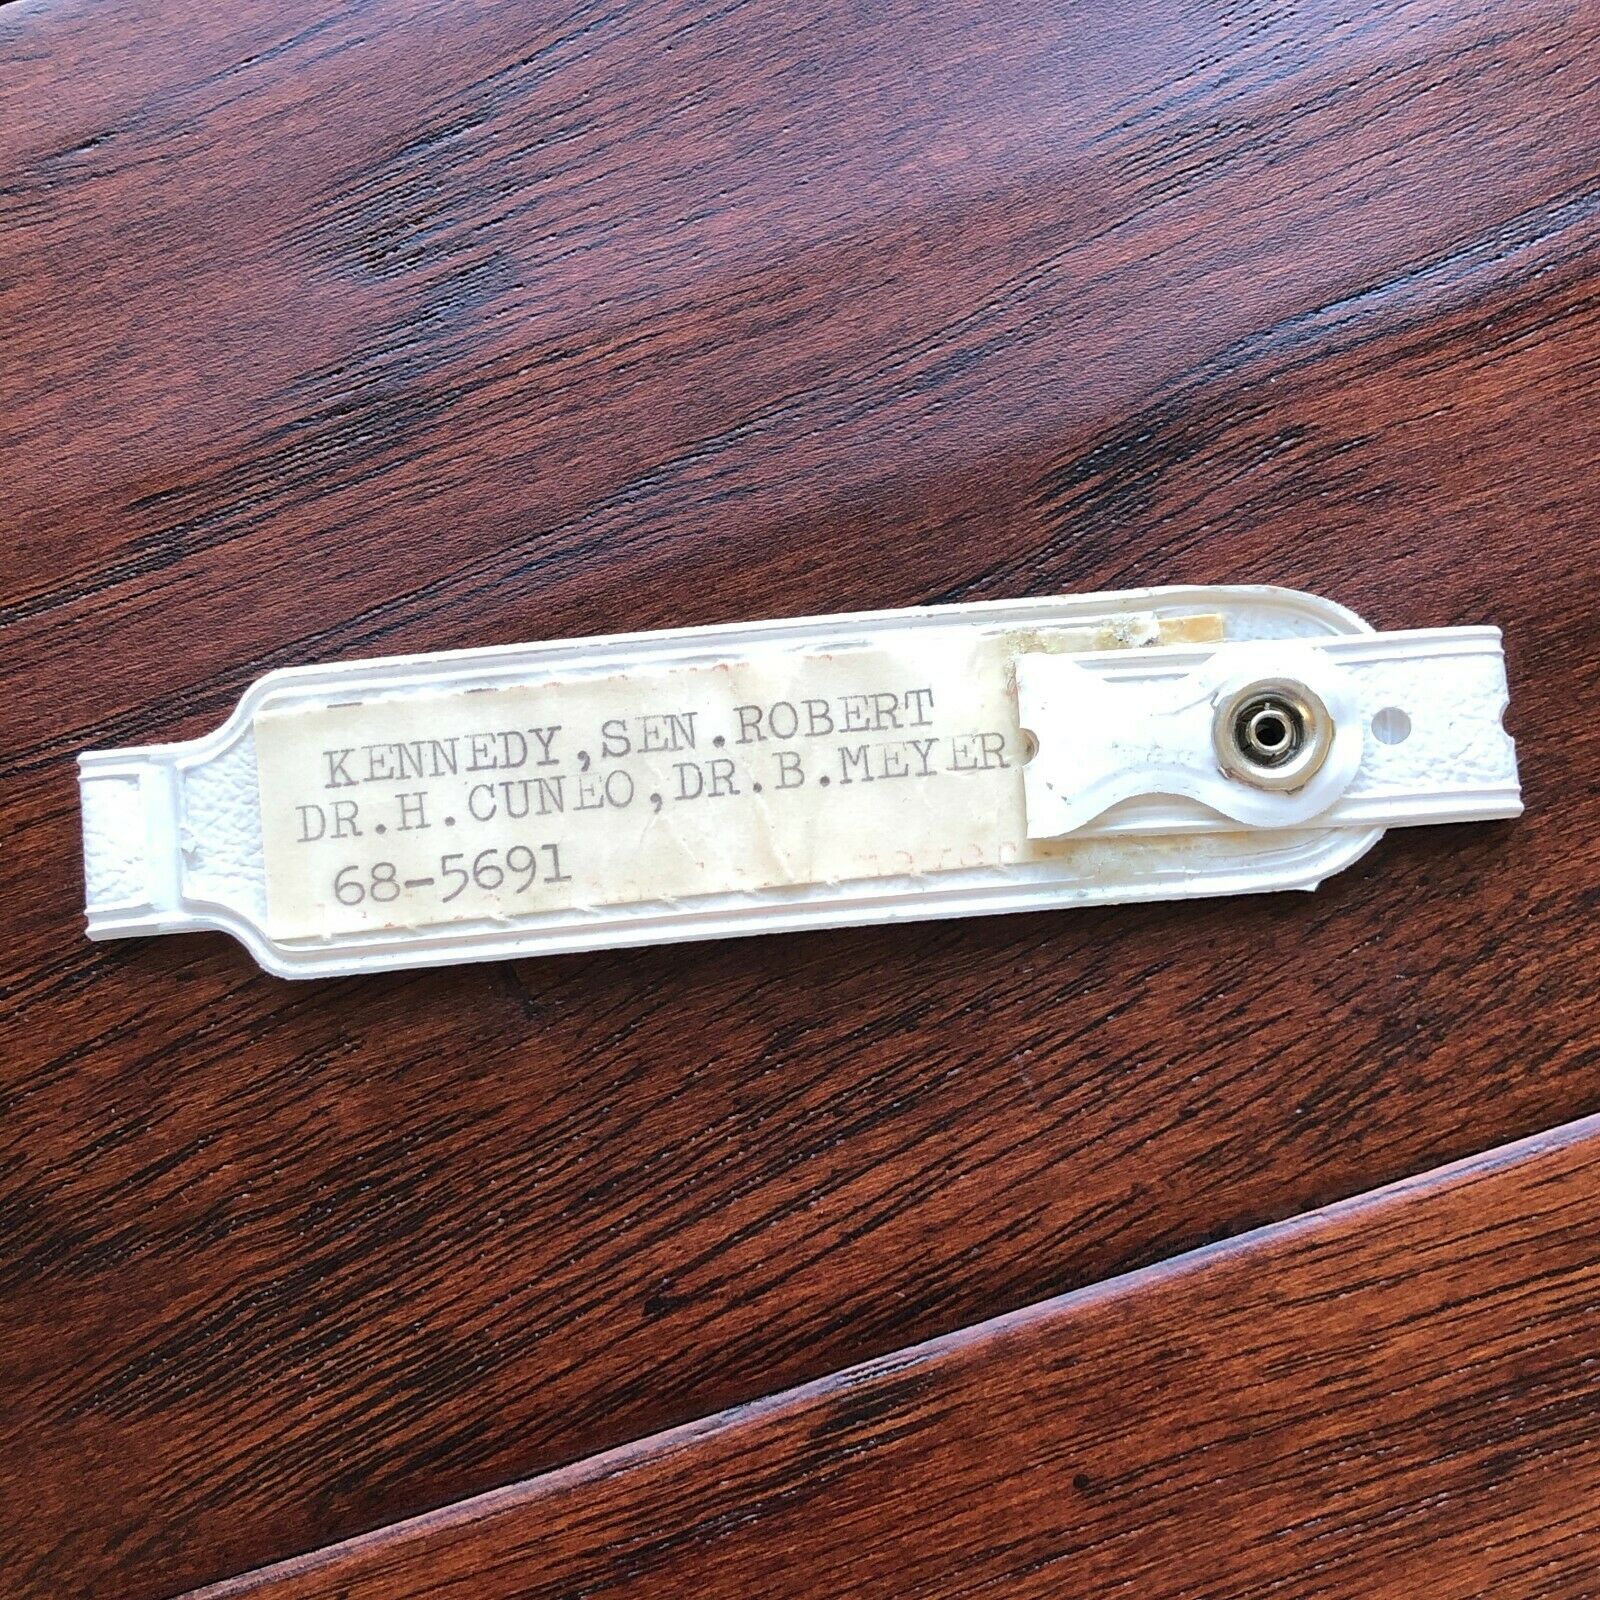 KENNEDY,SEN.ROBERT
DR.H.CUNEO,DR.B.MEYER
68-5691